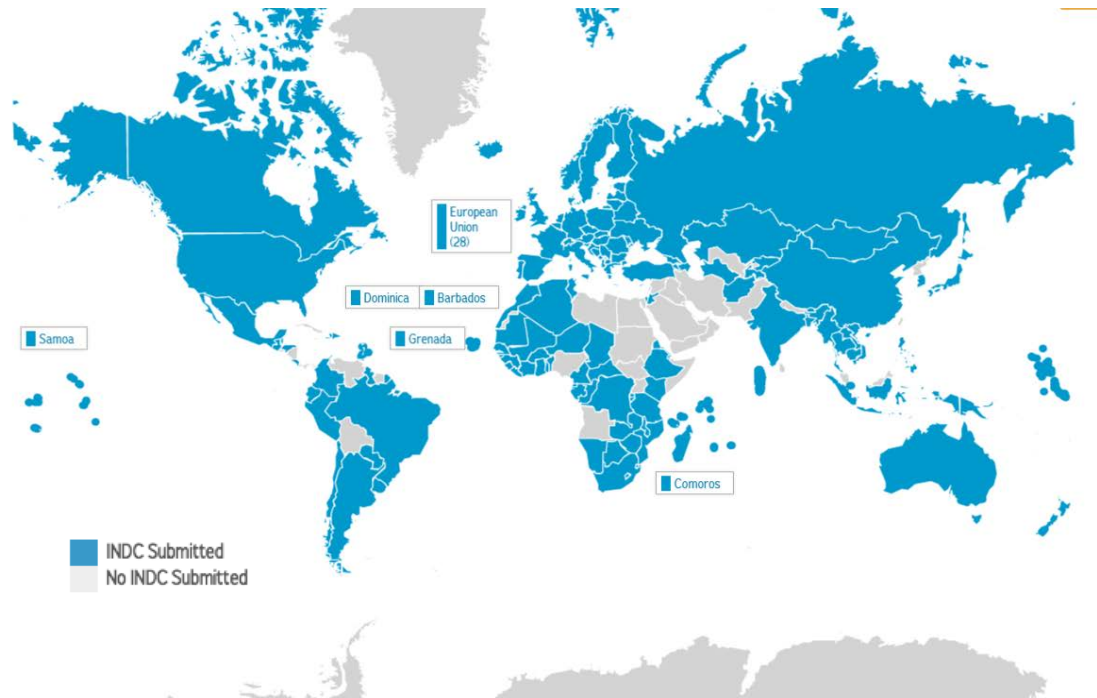 European
Union
(28)
Dominica
Barbados
Samoa
Grenada
Comoros
INDC Submitted
No INDC Submitted